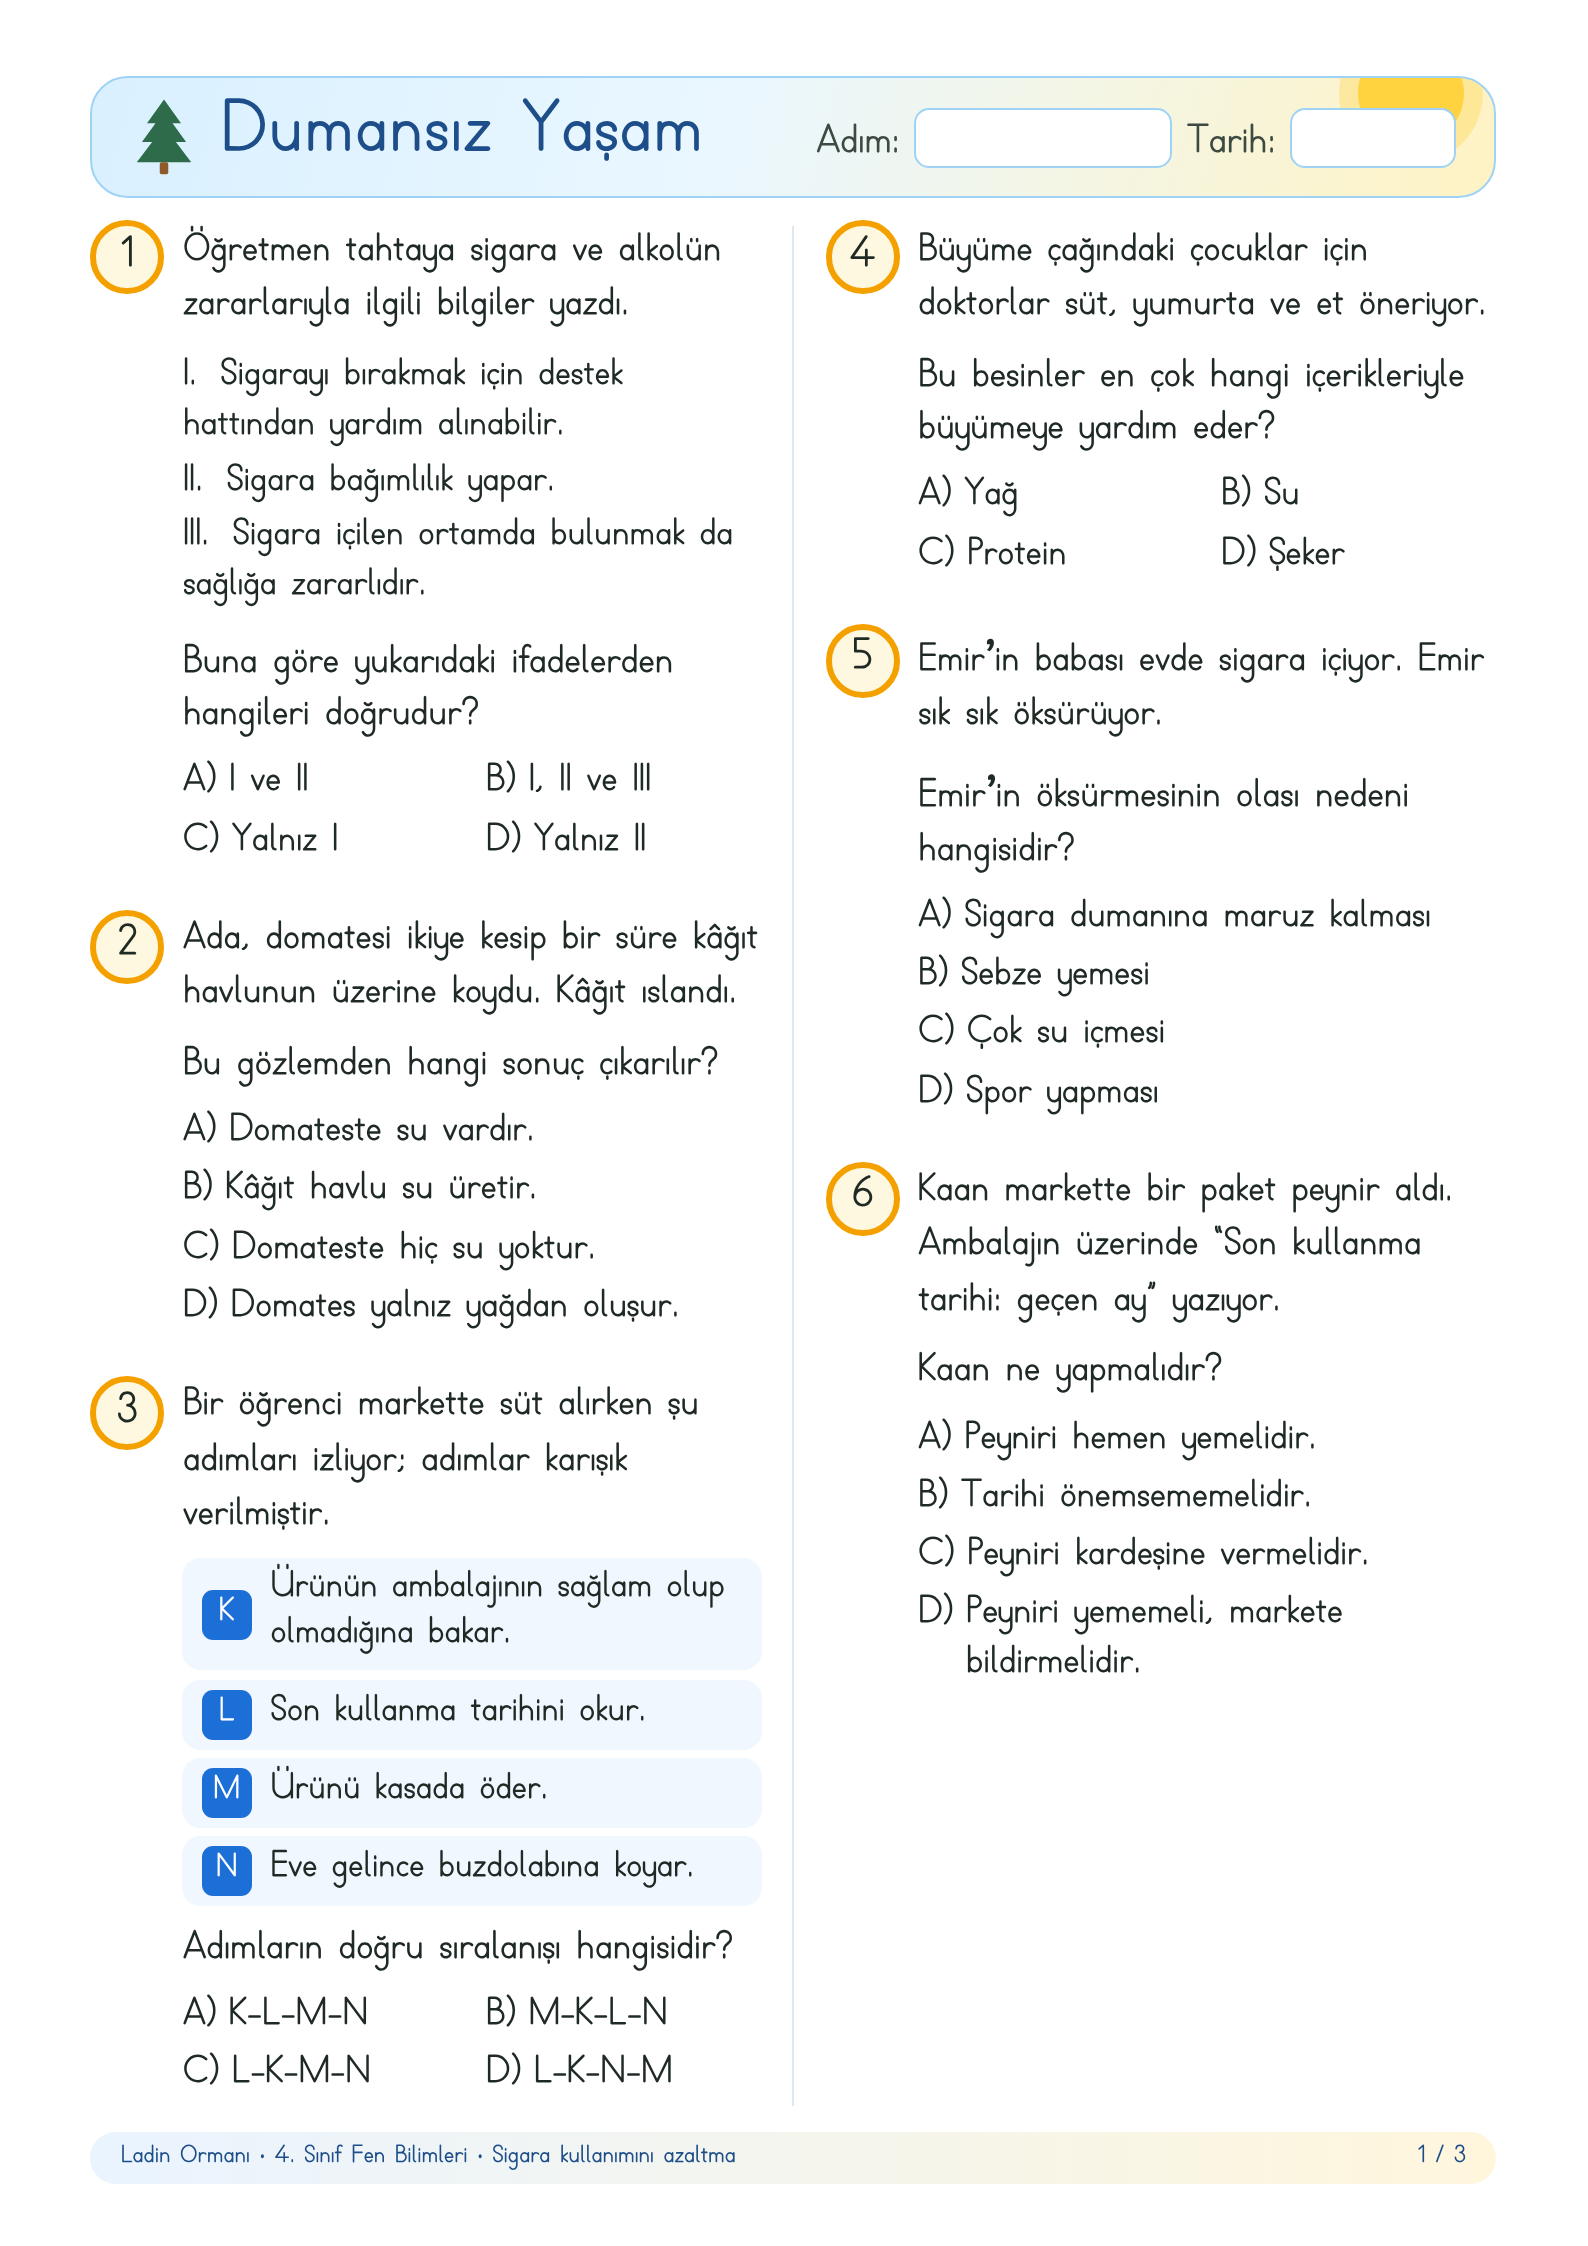 Dumansız Yaşam
Adım:
Tarih:
1
Öğretmen tahtaya sigara ve alkolün
zararlarıyla ilgili bilgiler yazdı.
I. Sigarayı bırakmak için destek
hattından yardım alınabilir.
II. Sigara bağımlılık yapar.
III. Sigara içilen ortamda bulunmak da
sağlığa zararlıdır.
Buna göre yukarıdaki ifadelerden
hangileri doğrudur?
A) I ve II
B) I, II ve III
C) Yalnız I
D) Yalnız II
2
Ada, domatesi ikiye kesip bir süre kâğıt
havlunun üzerine koydu. Kâğıt ıslandı.
Bu gözlemden hangi sonuç çıkarılır?
A) Domateste su vardır.
B) Kâğıt havlu su üretir.
C) Domateste hiç su yoktur.
D) Domates yalnız yağdan oluşur.
3
Bir öğrenci markette süt alırken şu
adımları izliyor; adımlar karışık
verilmiştir.
K
Ürünün ambalajının sağlam olup
olmadığına bakar.
L
Son kullanma tarihini okur.
M
Ürünü kasada öder.
N
Eve gelince buzdolabına koyar.
Adımların doğru sıralanışı hangisidir?
A) K-L-M-N
B) M-K-L-N
C) L-K-M-N
D) L-K-N-M
4
Büyüme çağındaki çocuklar için
doktorlar süt, yumurta ve et öneriyor.
Bu besinler en çok hangi içerikleriyle
büyümeye yardım eder?
A) Yağ
B) Su
C) Protein
D) Şeker
5
Emir’in babası evde sigara içiyor. Emir
sık sık öksürüyor.
Emir’in öksürmesinin olası nedeni
hangisidir?
A) Sigara dumanına maruz kalması
B) Sebze yemesi
C) Çok su içmesi
D) Spor yapması
6
Kaan markette bir paket peynir aldı.
Ambalajın üzerinde “Son kullanma
tarihi: geçen ay” yazıyor.
Kaan ne yapmalıdır?
A) Peyniri hemen yemelidir.
B) Tarihi önemsememelidir.
C) Peyniri kardeşine vermelidir.
D) Peyniri yememeli, markete
bildirmelidir.
Ladin Ormanı • 4. Sınıf Fen Bilimleri • Sigara kullanımını azaltma
1 / 3